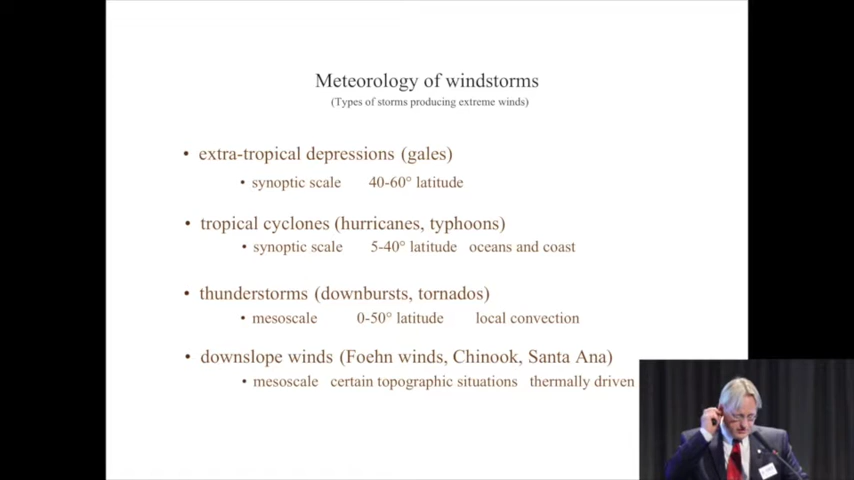 Meteorology of windstorms
(Types of storms producing extreme winds)
• extra-tropical depressions (gales)
• synoptic scale 40-60° latitude
• tropical cyclones (hurricanes, typhoons)
• synoptic scale 5-40° latitude oceans and coast
• thunderstorms (downbursts, tornados)
• mesoscale 0-50° latitude local convection
• downslope winds (Foehn winds, Chinook, Santa Ana)
• mesoscale certain topographic situations thermally driven